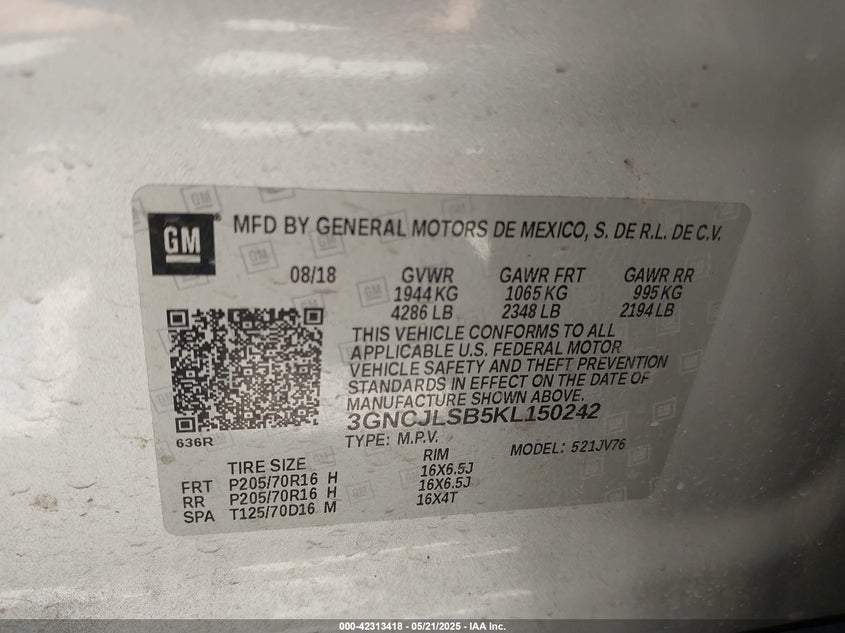 GM
MFD BY GENERAL MOTORS DE MEXICO, S. DE R.L. DE C.V.
08/18 GVWR GAWR FRT GAWR RR
1944 KG 1065 KG 995 KG
4286 LB 2348 LB 2194 LB
THIS VEHICLE CONFORMS TO ALL
APPLICABLE U.S. FEDERAL MOTOR
VEHICLE SAFETY AND THEFT PREVENTION
STANDARDS IN EFFECT ON THE DATE OF
MANUFACTURE SHOWN ABOVE.
3GNCJLSB5KL150242
636R
TYPE: M.P.V. MODEL: 521JV76
TIRE SIZE RIM
FRT P205/70R16 H 16X6.5J
RR P205/70R16 H 16X6.5J
SPA T125/70D16 M 16X4T
000-42313418 - 05/21/2025 - IAA Inc.